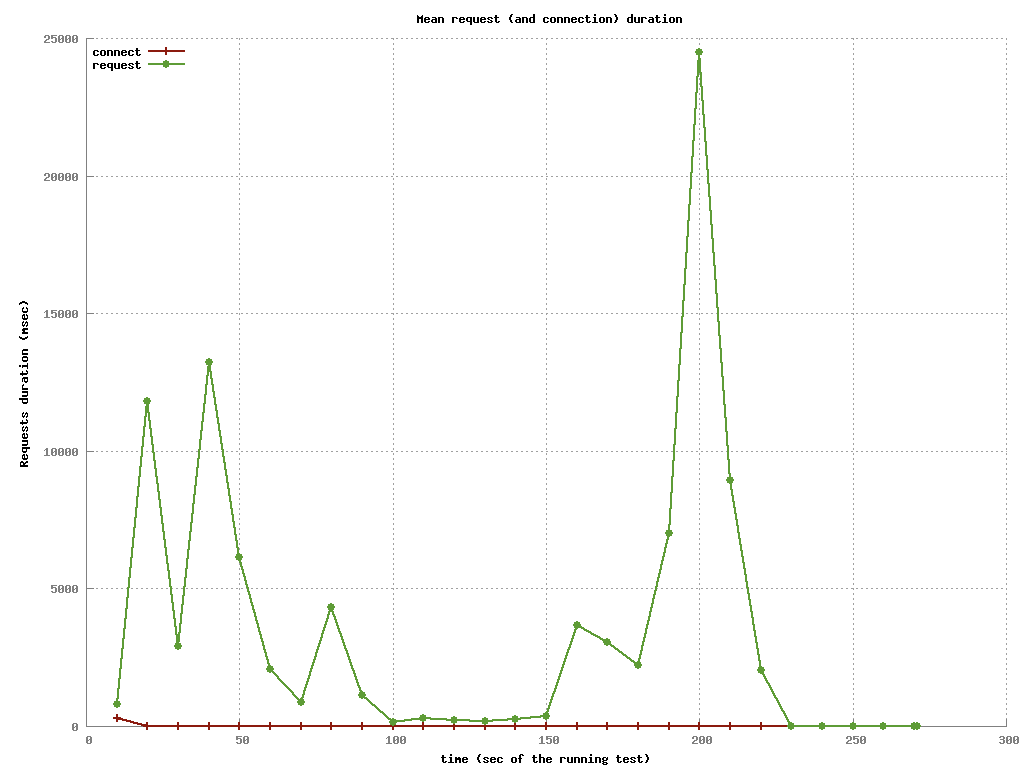 Mean request (and connection) duration
25000
connect
request
20000
15000
Requests duration (msec)
10000
5000
0
0 50 100 150 200 250 300
time (sec of the running test)